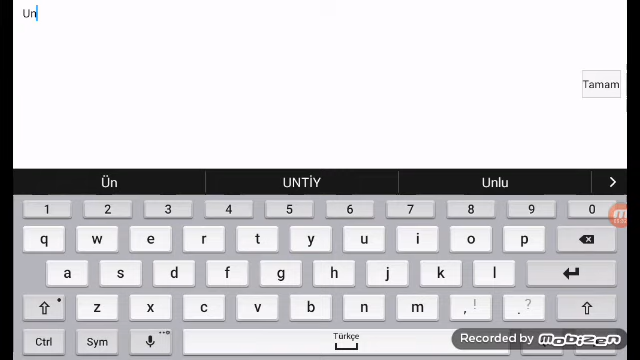 Un
Tamam
Ün UNTİY Unlu >
1 2 3 4 5 6 7 8 9 0
q w e r t y u i o p
a s d f g h j k l
z x c v b n m , ! . ?
Ctrl Sym Türkçe
Recorded by MOBIZEN